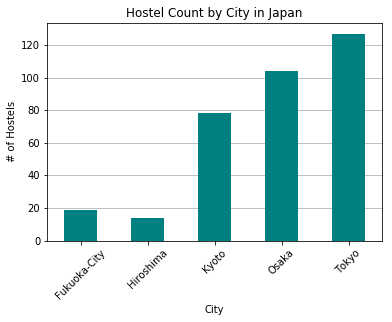 Hostel Count by City in Japan
# of Hostels
120
100
80
60
40
20
0
Fukuoka-City
Hiroshima
Kyoto
Osaka
Tokyo
City